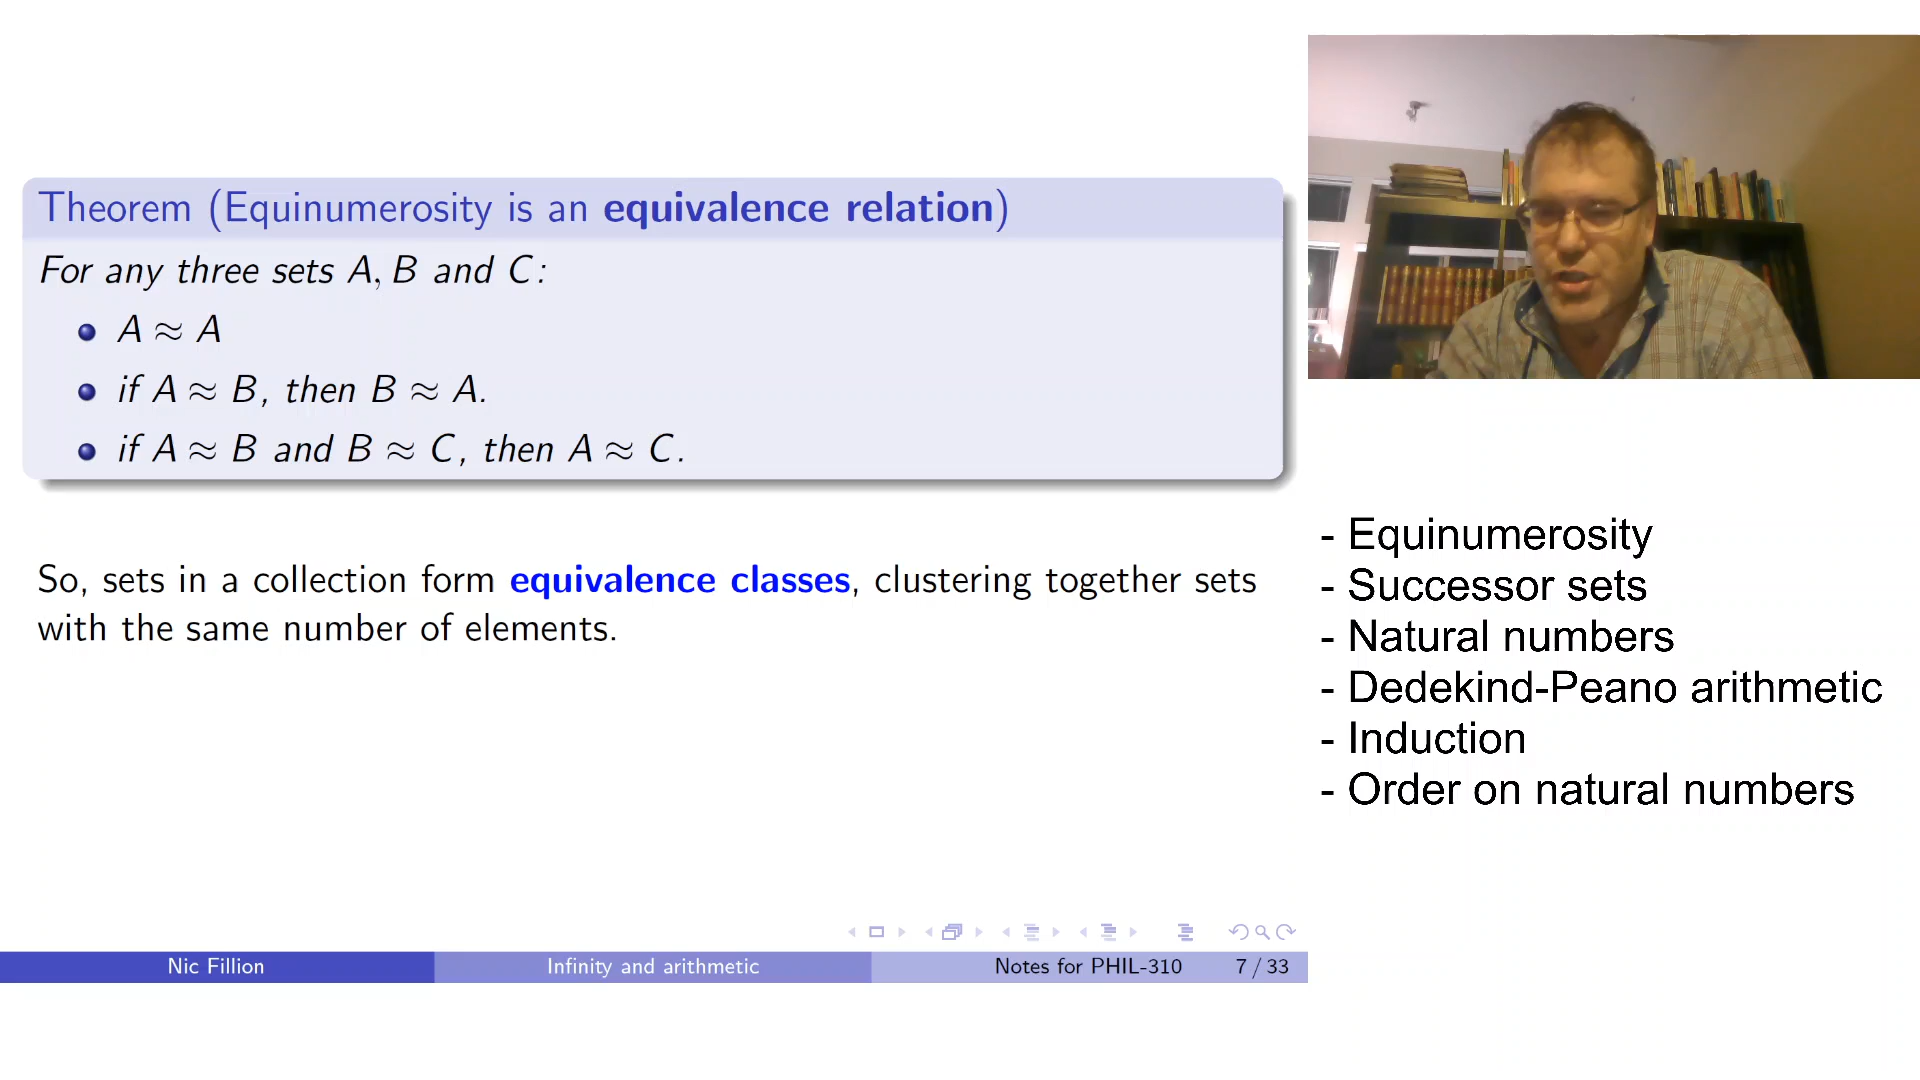 Theorem (Equinumerosity is an equivalence relation)
For any three sets A, B and C:
A ≈ A
if A ≈ B, then B ≈ A.
if A ≈ B and B ≈ C, then A ≈ C.
So, sets in a collection form equivalence classes, clustering together sets
with the same number of elements.
- Equinumerosity
- Successor sets
- Natural numbers
- Dedekind-Peano arithmetic
- Induction
- Order on natural numbers
Nic Fillion Infinity and arithmetic Notes for PHIL-310 7 / 33